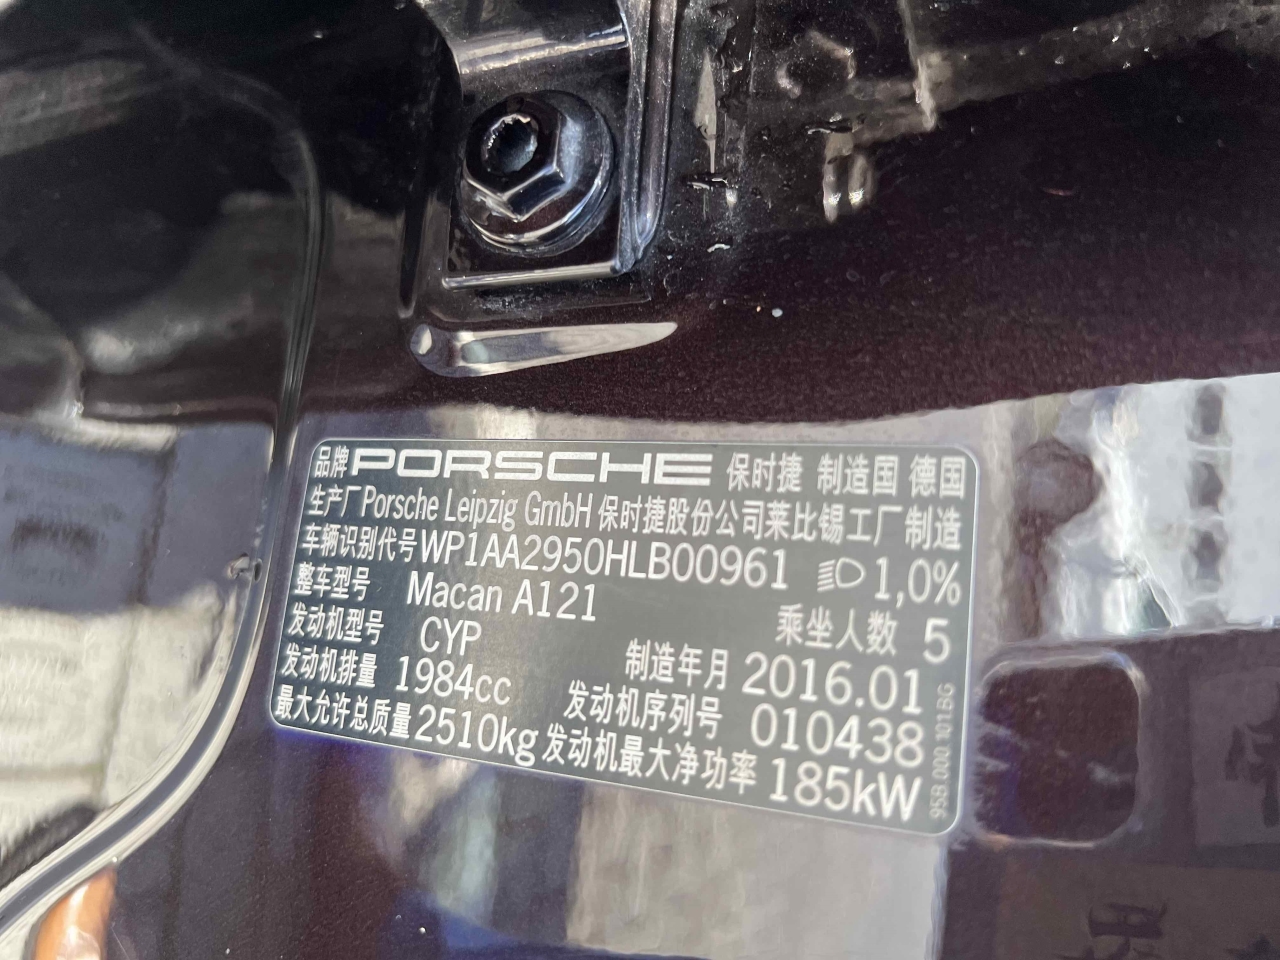 品牌 PORSCHE 保时捷 制造国 德国
生产厂 Porsche Leipzig GmbH 保时捷股份公司莱比锡工厂制造
车辆识别代号 WP1AA2950HLB00961 1,0%
整车型号 Macan A121 乘坐人数 5
发动机型号 CYP 制造年月 2016.01
发动机排量 1984cc 发动机序列号 010438
最大允许总质量 2510kg 发动机最大净功率 185kW
95B.000.101.BG